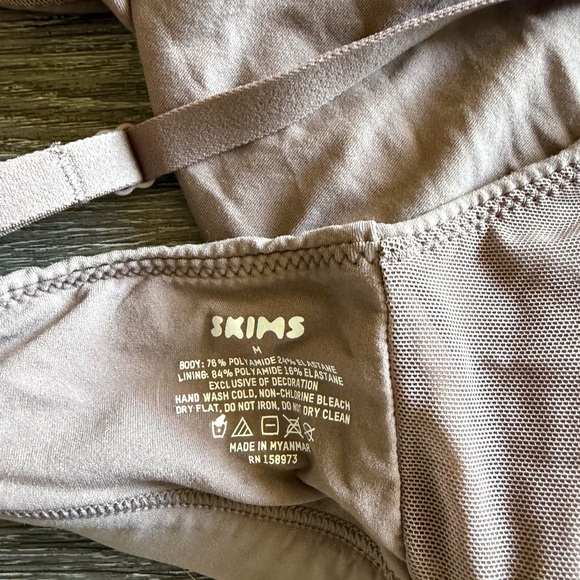 SKIMS
M
BODY: 76% POLYAMIDE 24% ELASTANE
LINING: 84% POLYAMIDE 16% ELASTANE
EXCLUSIVE OF DECORATION
HAND WASH COLD, NON-CHLORINE BLEACH
DRY FLAT, DO NOT IRON, DO NOT DRY CLEAN
MADE IN MYANMAR
RN 158973